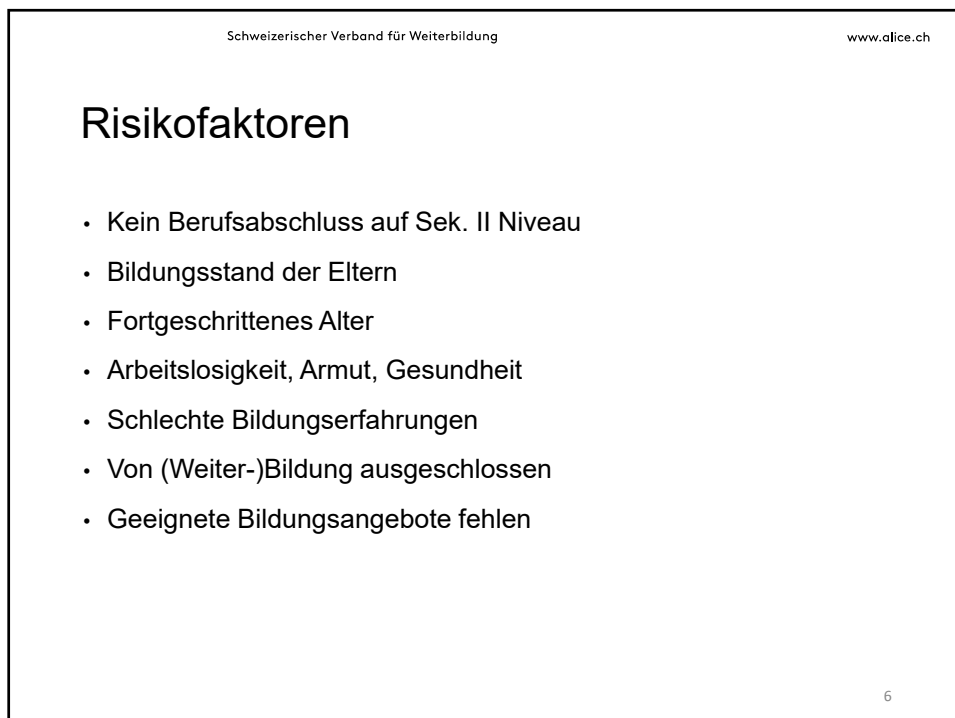 Schweizerischer Verband für Weiterbildung
www.alice.ch
Risikofaktoren
• Kein Berufsabschluss auf Sek. II Niveau
• Bildungsstand der Eltern
• Fortgeschrittenes Alter
• Arbeitslosigkeit, Armut, Gesundheit
• Schlechte Bildungserfahrungen
• Von (Weiter-)Bildung ausgeschlossen
• Geeignete Bildungsangebote fehlen
6